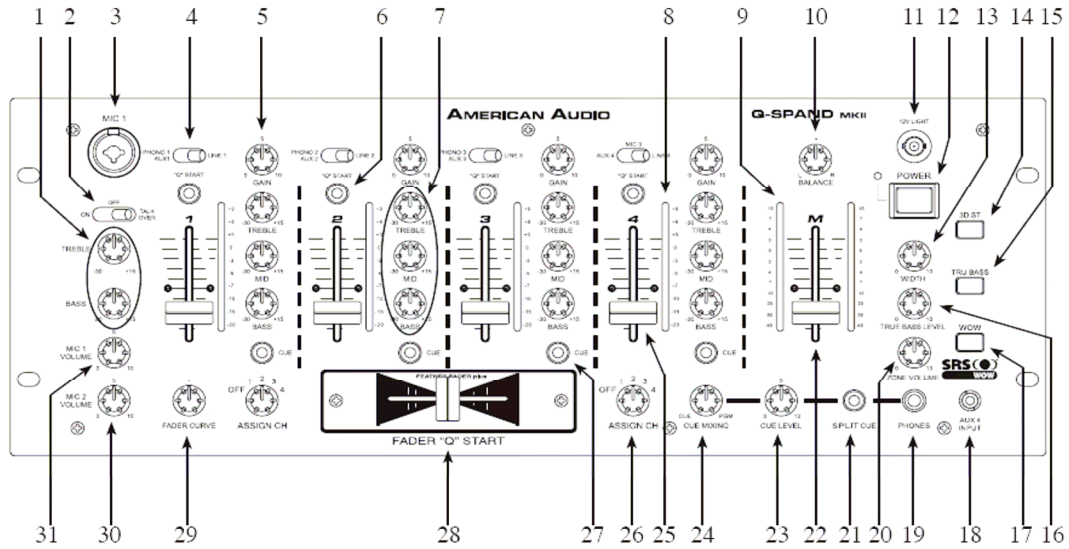 1 2 3 4 5 6 7 8 9 10 11 12 13 14 15
AMERICAN AUDIO Q-SPAND MKII
MIC 1
PHONO 1 AUX1 LINE 1
"Q" START
GAIN
PHONO 2 AUX 2 LINE 2
"Q" START
GAIN
PHONO 3 AUX 3 LINE 3
GAIN
MIC 3
AUX 4
"Q" START
GAIN
BALANCE
L R
12V LIGHT
POWER
ON OFF TALK OVER
1 2 3 4 M
TREBLE TREBLE TREBLE TREBLE TREBLE
MID MID MID MID
BASS BASS BASS BASS BASS
3D ST
WIDTH
TRU BASS
TRUE BASS LEVEL
WOW
ZONE VOLUME
SRS
WOW
MIC 1 VOLUME
CUE CUE CUE
MIC 2 VOLUME
FADER CURVE
OFF 1 2 3 4
ASSIGN CH
FEATHER FADER plus
FADER "Q" START
OFF 1 2 3 4
ASSIGN CH
CUE PGM
CUE MIXING
CUE LEVEL
SPLIT CUE
PHONES
AUX 4 INPUT
31 30 29 28 27 26 25 24 23 22 21 20 19 18 17 16